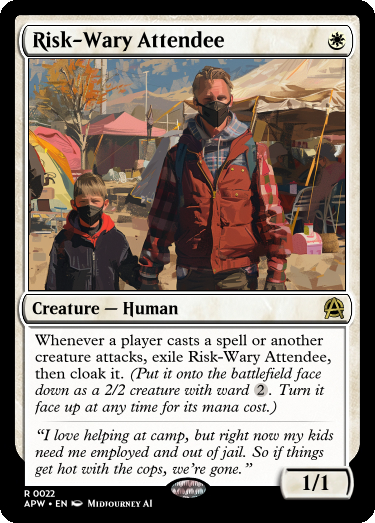 Risk-Wary Attendee
Creature — Human
Whenever a player casts a spell or another
creature attacks, exile Risk-Wary Attendee,
then cloak it. (Put it onto the battlefield face
down as a 2/2 creature with ward 2. Turn it
face up at any time for its mana cost.)
“I love helping at camp, but right now my kids
need me employed and out of jail. So if things
get hot with the cops, we’re gone.”
1/1
R 0022
APW • EN Midjourney AI